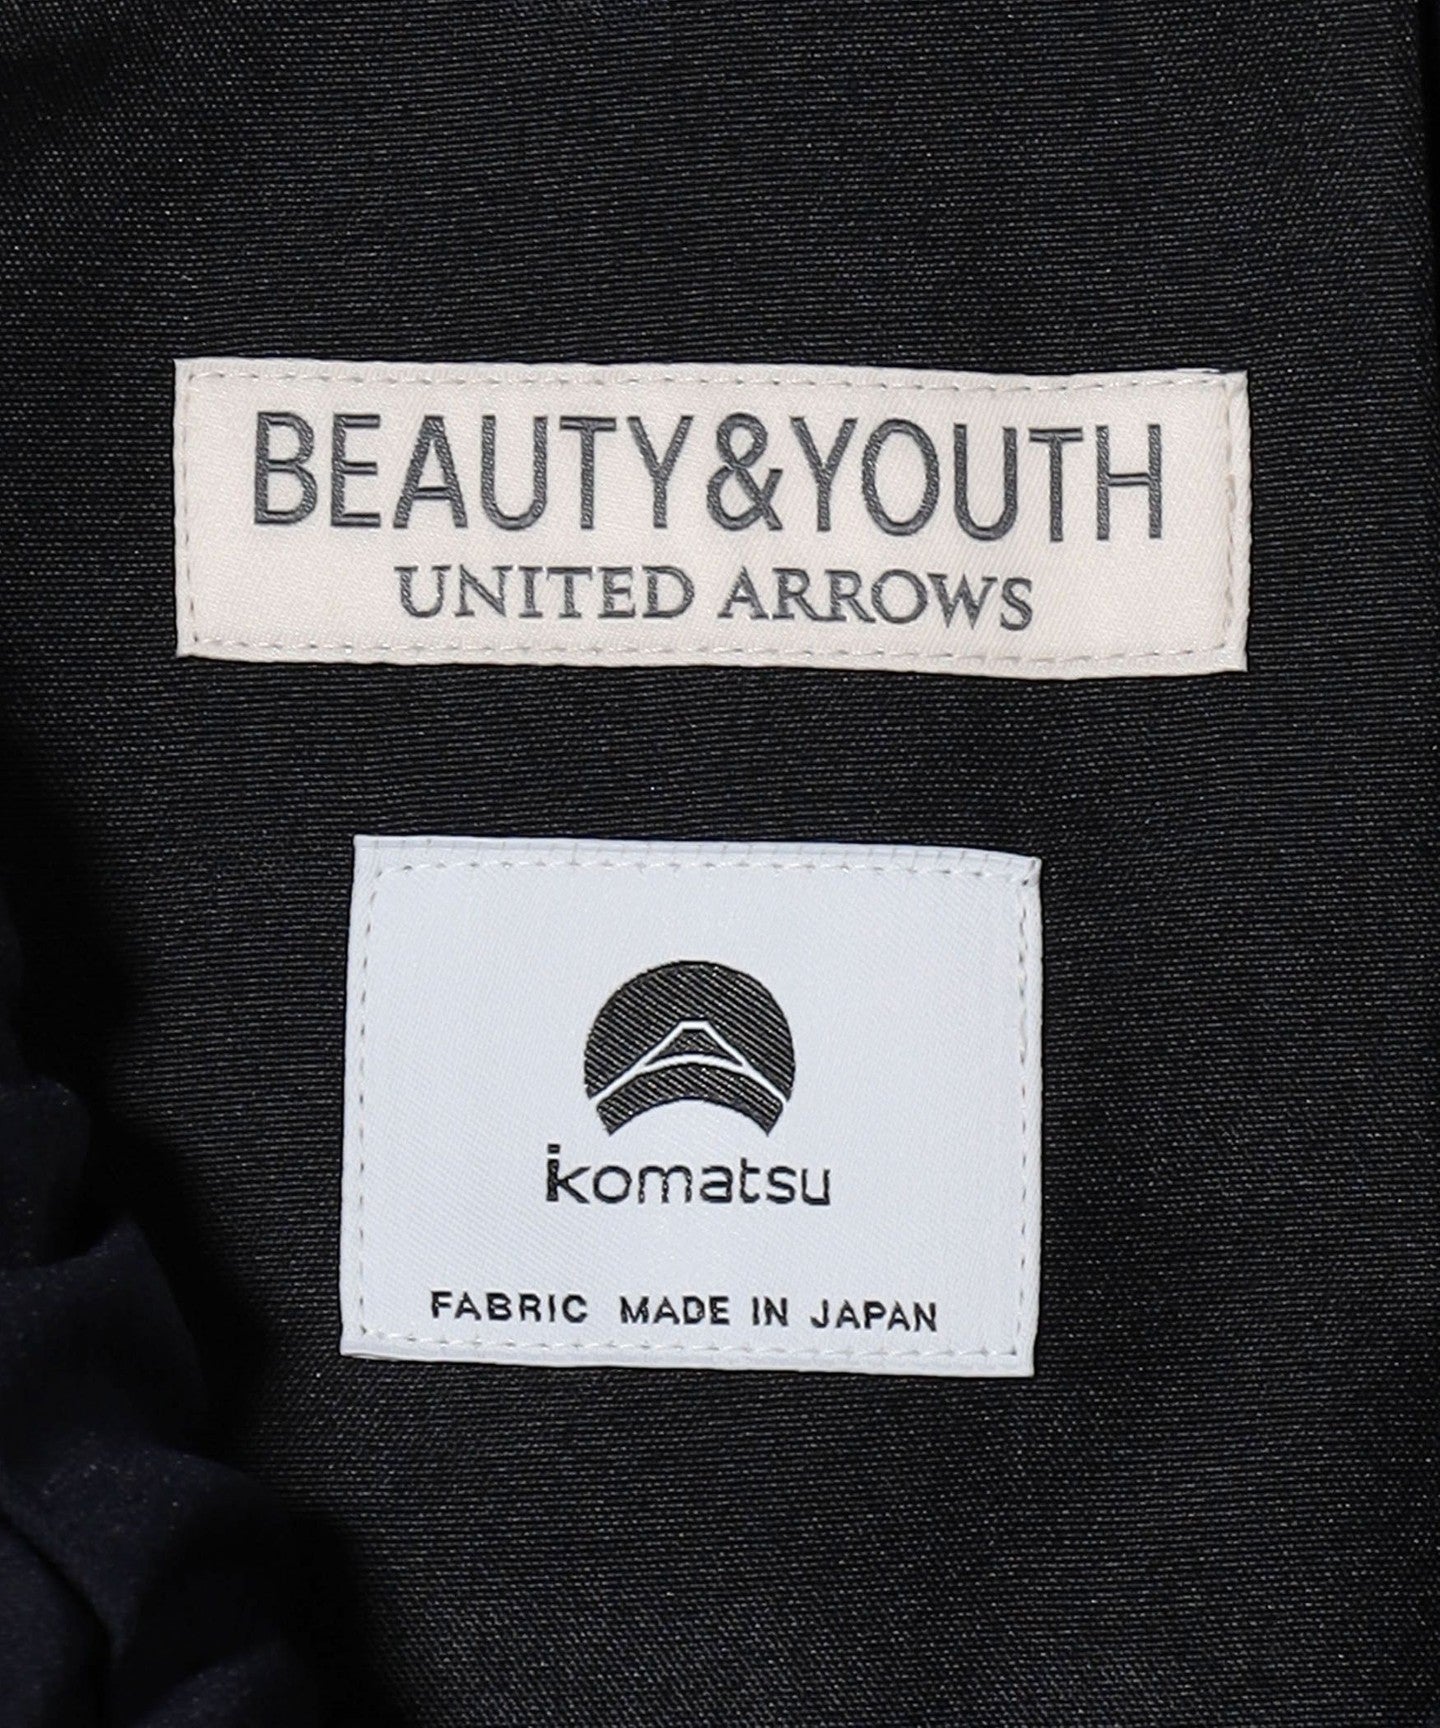 BEAUTY&YOUTH
UNITED ARROWS
komatsu
FABRIC MADE IN JAPAN